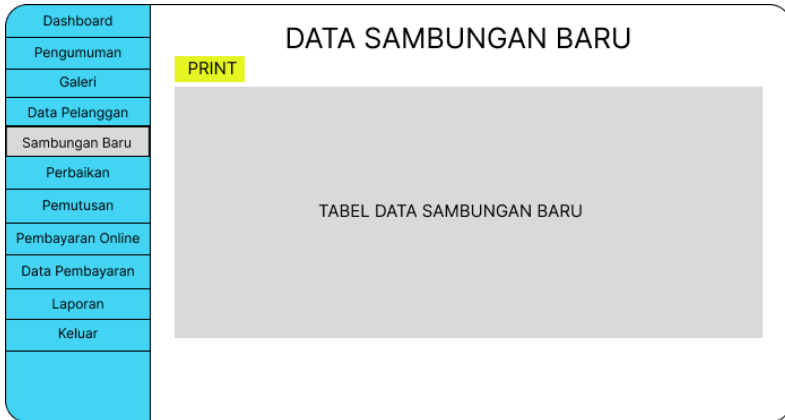 Dashboard
Pengumuman
Galeri
Data Pelanggan
Sambungan Baru
Perbaikan
Pemutusan
Pembayaran Online
Data Pembayaran
Laporan
Keluar
DATA SAMBUNGAN BARU
PRINT
TABEL DATA SAMBUNGAN BARU